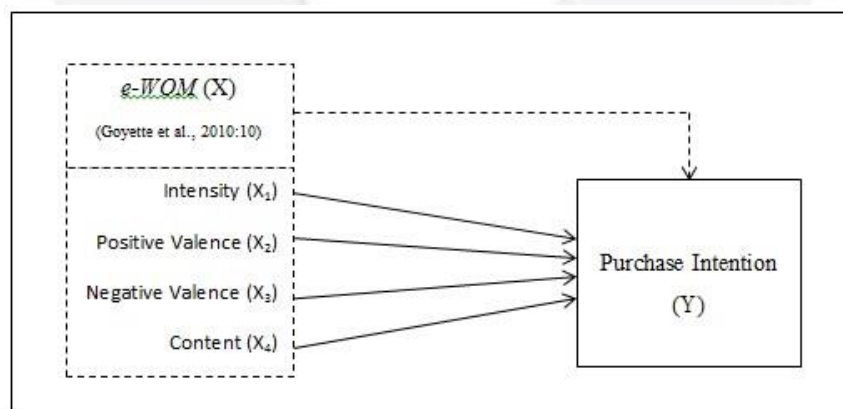 e-WOM (X)
(Goyette et al., 2010:10)
Intensity (X₁)
Positive Valence (X₂)
Negative Valence (X₃)
Content (X₄)
Purchase Intention
(Y)